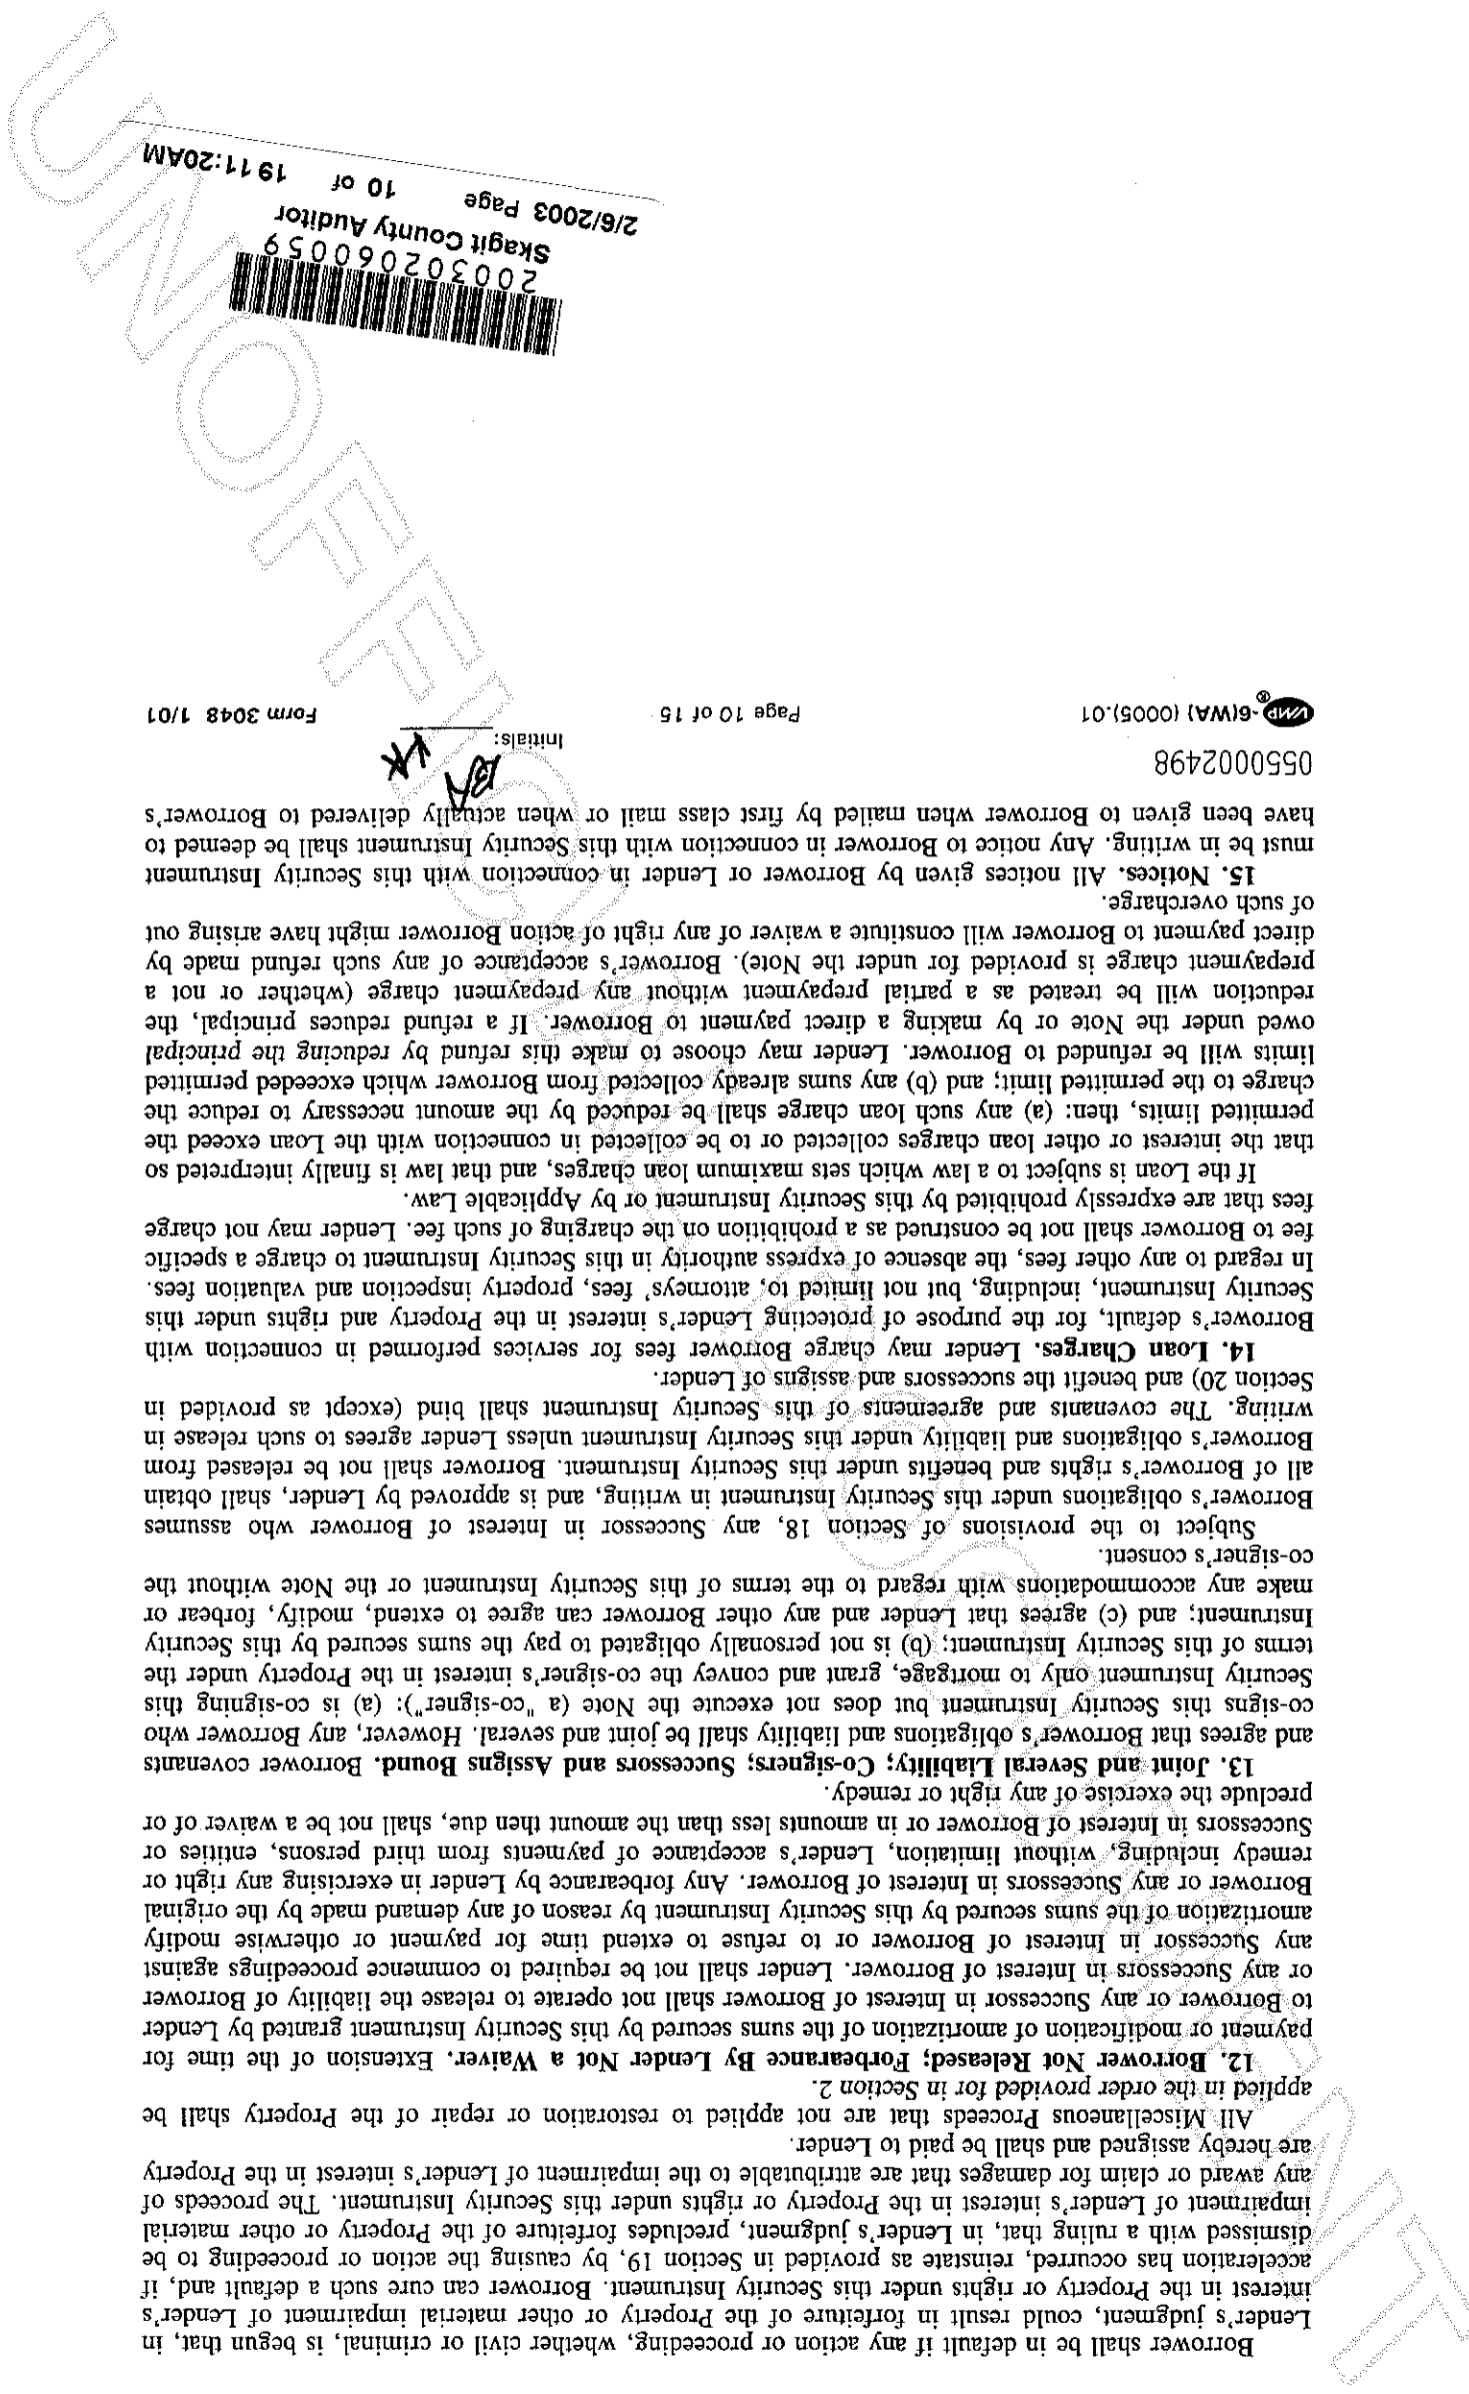 Borrower shall be in default if any action or proceeding, whether civil or criminal, is begun that, in
Lender's judgment, could result in forfeiture of the Property or other material impairment of Lender's
interest in the Property or rights under this Security Instrument. Borrower can cure such a default and, if
acceleration has occurred, reinstate as provided in Section 19, by causing the action or proceeding to be
dismissed with a ruling that, in Lender's judgment, precludes forfeiture of the Property or other material
impairment of Lender's interest in the Property or rights under this Security Instrument. The proceeds of
any award or claim for damages that are attributable to the impairment of Lender's interest in the Property
are hereby assigned and shall be paid to Lender.
All Miscellaneous Proceeds that are not applied to restoration or repair of the Property shall be
applied in the order provided for in Section 2.
12. Borrower Not Released; Forbearance By Lender Not a Waiver. Extension of the time for
payment or modification of amortization of the sums secured by this Security Instrument granted by Lender
to Borrower or any Successor in Interest of Borrower shall not operate to release the liability of Borrower
or any Successors in Interest of Borrower. Lender shall not be required to commence proceedings against
any Successor in Interest of Borrower or to refuse to extend time for payment or otherwise modify
amortization of the sums secured by this Security Instrument by reason of any demand made by the original
Borrower or any Successors in Interest of Borrower. Any forbearance by Lender in exercising any right or
remedy including, without limitation, Lender's acceptance of payments from third persons, entities or
Successors in Interest of Borrower or in amounts less than the amount then due, shall not be a waiver of or
preclude the exercise of any right or remedy.
13. Joint and Several Liability; Co-signers; Successors and Assigns Bound. Borrower covenants
and agrees that Borrower's obligations and liability shall be joint and several. However, any Borrower who
co-signs this Security Instrument but does not execute the Note (a "co-signer"): (a) is co-signing this
Security Instrument only to mortgage, grant and convey the co-signer's interest in the Property under the
terms of this Security Instrument; (b) is not personally obligated to pay the sums secured by this Security
Instrument; and (c) agrees that Lender and any other Borrower can agree to extend, modify, forbear or
make any accommodations with regard to the terms of this Security Instrument or the Note without the
co-signer's consent.
Subject to the provisions of Section 18, any Successor in Interest of Borrower who assumes
Borrower's obligations under this Security Instrument in writing, and is approved by Lender, shall obtain
all of Borrower's rights and benefits under this Security Instrument. Borrower shall not be released from
Borrower's obligations and liability under this Security Instrument unless Lender agrees to such release in
writing. The covenants and agreements of this Security Instrument shall bind (except as provided in
Section 20) and benefit the successors and assigns of Lender.
14. Loan Charges. Lender may charge Borrower fees for services performed in connection with
Borrower's default, for the purpose of protecting Lender's interest in the Property and rights under this
Security Instrument, including, but not limited to, attorneys' fees, property inspection and valuation fees.
In regard to any other fees, the absence of express authority in this Security Instrument to charge a specific
fee to Borrower shall not be construed as a prohibition on the charging of such fee. Lender may not charge
fees that are expressly prohibited by this Security Instrument or by Applicable Law.
If the Loan is subject to a law which sets maximum loan charges, and that law is finally interpreted so
that the interest or other loan charges collected or to be collected in connection with the Loan exceed the
permitted limits, then: (a) any such loan charge shall be reduced by the amount necessary to reduce the
charge to the permitted limit; and (b) any sums already collected from Borrower which exceeded permitted
limits will be refunded to Borrower. Lender may choose to make this refund by reducing the principal
owed under the Note or by making a direct payment to Borrower. If a refund reduces principal, the
reduction will be treated as a partial prepayment without any prepayment charge (whether or not a
prepayment charge is provided for under the Note). Borrower's acceptance of any such refund made by
direct payment to Borrower will constitute a waiver of any right of action Borrower might have arising out
of such overcharge.
15. Notices. All notices given by Borrower or Lender in connection with this Security Instrument
must be in writing. Any notice to Borrower in connection with this Security Instrument shall be deemed to
have been given to Borrower when mailed by first class mail or when actually delivered to Borrower's
0550002498
Initials: BA
VMP®-6(WA) (0005).01 Page 10 of 15 Form 3048 1/01
200302060059
Skagit County Auditor
2/6/2003 Page 10 of 19 11:20AM
UNOFFICIAL DOCUMENT